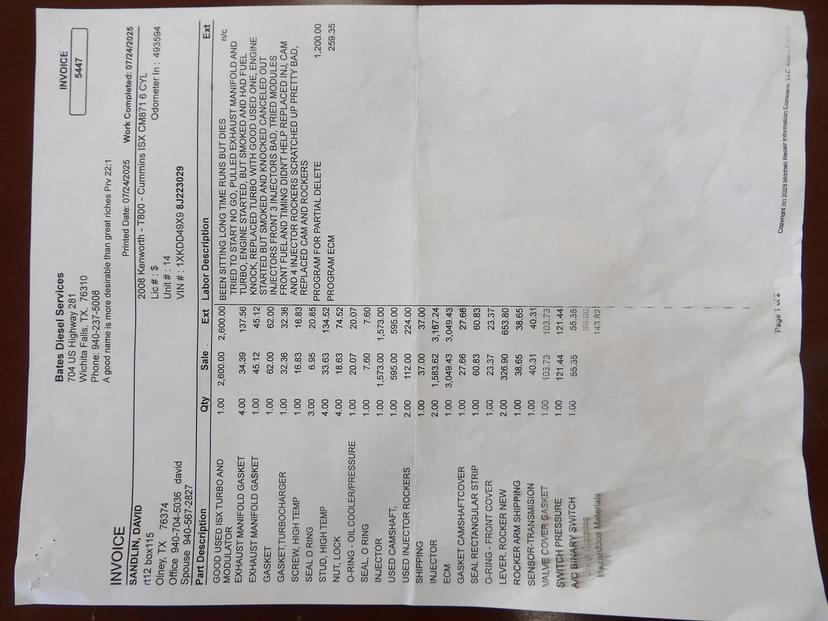 INVOICE
5447
Bates Diesel Services
704 US Highway 281
Wichita Falls, TX. 76310
Phone: 940-237-5008
A good name is more desirable than great riches Prv 22:1
INVOICE
Printed Date: 07/24/2025 Work Completed: 07/24/2025
SANDLIN, DAVID
rt12 box115
Olney, TX 76374
Office 940-704-5036 david
Spouse 940-567-2827
2008 Kenworth - T800 - Cummins ISX CM871 6 CYL
Lic # : $ Odometer In : 493594
Unit # : 14
VIN # : 1XKDD49X9 8J223029
Part Description Qty Sale Ext
GOOD USED ISX TURBO AND MODULATOR 1.00 2,600.00 2,600.00
EXHAUST MANIFOLD GASKET 4.00 34.39 137.56
EXHAUST MANIFOLD GASKET 1.00 45.12 45.12
GASKET 1.00 62.00 62.00
GASKET,TURBOCHARGER 1.00 32.36 32.36
SCREW, HIGH TEMP 1.00 16.83 16.83
SEAL O RING 3.00 6.95 20.85
STUD, HIGH TEMP 4.00 33.63 134.52
NUT, LOCK 4.00 18.63 74.52
O-RING - OIL COOLER/PRESSURE 1.00 20.07 20.07
SEAL, O RING 1.00 7.60 7.60
INJECTOR 1.00 1,573.00 1,573.00
USED CAMSHAFT, 1.00 595.00 595.00
USED INJECTOR ROCKERS 2.00 112.00 224.00
SHIPPING 1.00 37.00 37.00
INJECTOR 2.00 1,583.62 3,167.24
ECM 1.00 3,049.43 3,049.43
GASKET CAMSHAFTCOVER 1.00 27.66 27.66
SEAL RECTANGULAR STRIP 1.00 60.83 60.83
O-RING - FRONT COVER 1.00 23.37 23.37
LEVER, ROCKER NEW 2.00 326.90 653.80
ROCKER ARM SHIPPING 1.00 38.65 38.65
SENSOR-TRANSMISION 1.00 40.31 40.31
VALVE COVER GASKET 1.00 103.73 103.73
SWITCH PRESSURE 1.00 121.44 121.44
A/C BINARY SWITCH 1.00 55.35 55.35
Hazardous Materials 143.82
Labor Description Ext
BEEN SITTING LONG TIME RUNS BUT DIES n/c
TRIED TO START NO GO, PULLED EXHAUST MANIFOLD AND
TURBO, ENGINE STARTED, BUT SMOKED AND HAD FUEL
KNOCK, REPLACED TURBO WITH GOOD USED ONE, ENGINE
STARTED BUT SMOKED AND KNOCKED CANCELED OUT
INJECTORS FRONT 3 INJECTORS BAD, TRIED MODULES
FRONT FUEL AND TIMING DIDN'T HELP REPLACED INJ, CAM
AND 4 INJECTOR ROCKERS SCRATCHED UP PRETTY BAD,
REPLACED CAM AND ROCKERS
PROGRAM FOR PARTIAL DELETE 1,200.00
PROGRAM ECM 259.35
Page 1 of 2
Copyright (c) 2025 Mitchell Repair Information Company, LLC